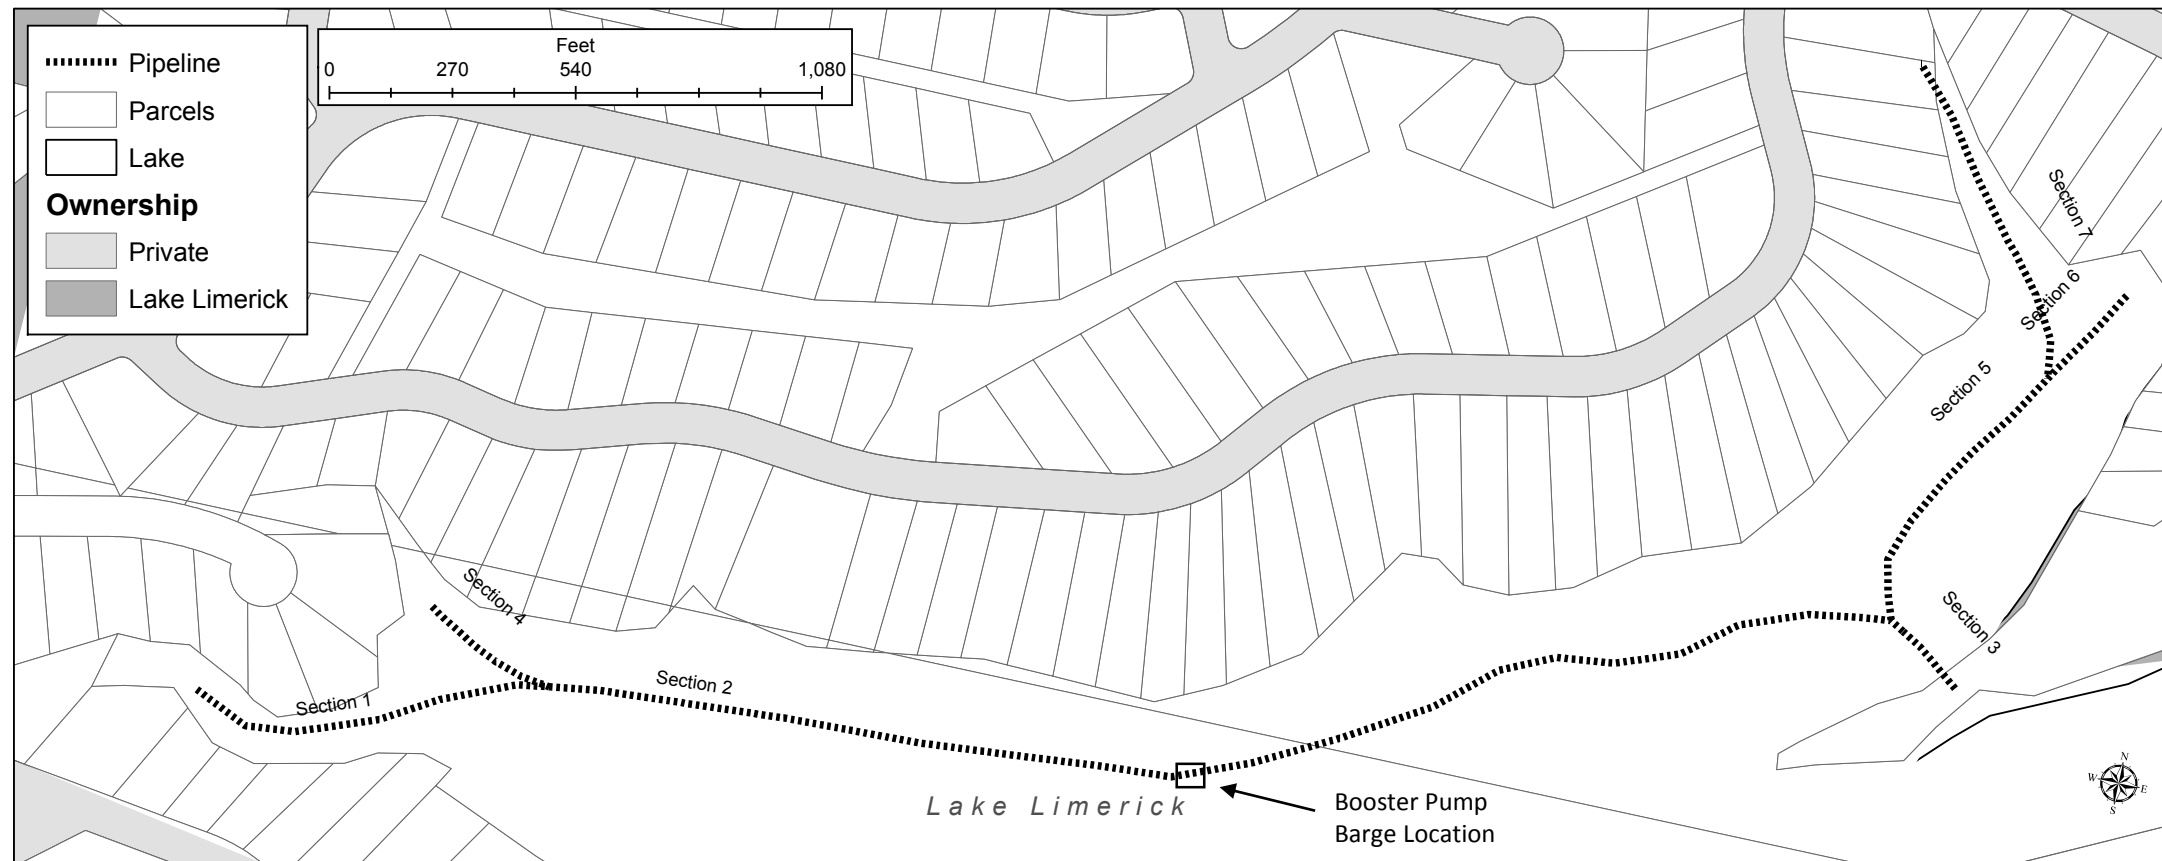 Pipeline
Parcels
Lake
Ownership
Private
Lake Limerick
Feet
0 270 540 1,080
Section 7
Section 6
Section 5
Section 4
Section 3
Section 2
Section 1
Lake Limerick
Booster Pump
Barge Location
N
W E
S